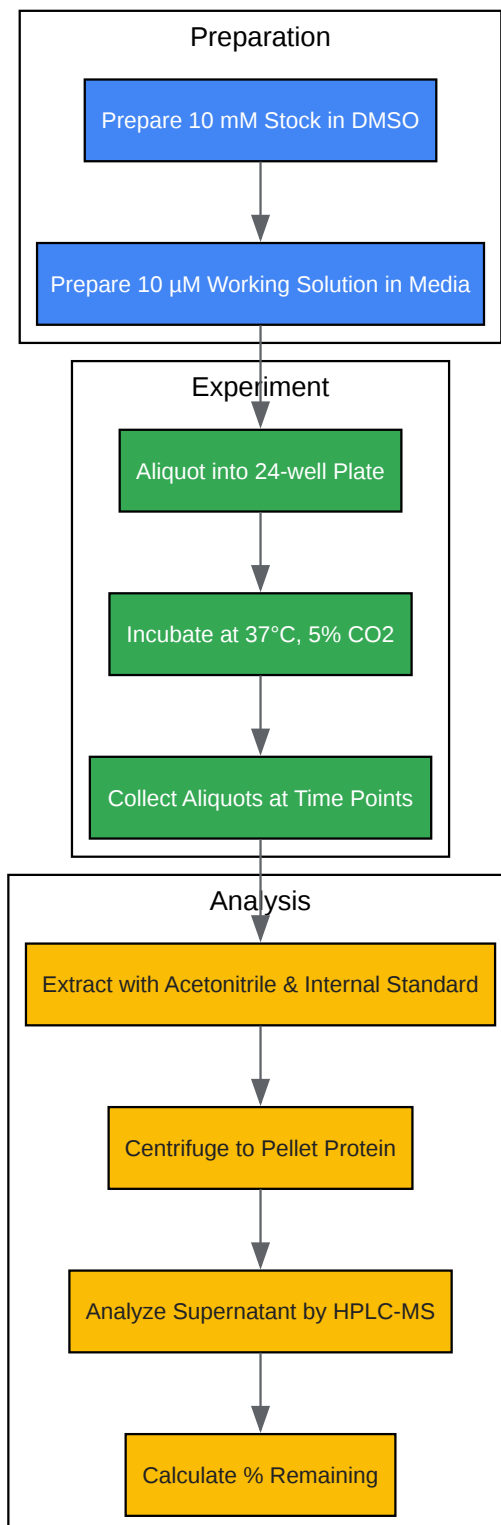 Preparation
Prepare 10 mM Stock in DMSO
Prepare 10 µM Working Solution in Media
Experiment
Aliquot into 24-well Plate
Incubate at 37°C, 5% CO2
Collect Aliquots at Time Points
Analysis
Extract with Acetonitrile & Internal Standard
Centrifuge to Pellet Protein
Analyze Supernatant by HPLC-MS
Calculate % Remaining